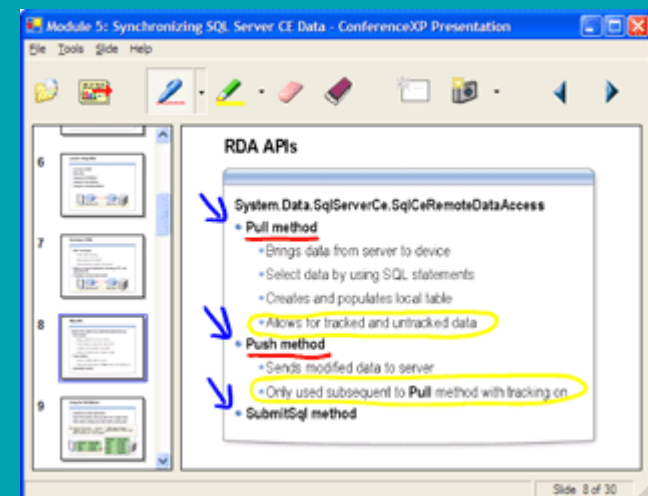 Module 5: Synchronizing SQL Server CE Data - ConferenceXP Presentation
File Tools Slide Help
6
7
8
9
RDA APIs
System.Data.SqlServerCe.SqlCeRemoteDataAccess
Pull method
Brings data from server to device
Select data by using SQL statements
Creates and populates local table
Allows for tracked and untracked data
Push method
Sends modified data to server
Only used subsequent to Pull method with tracking on
SubmitSql method
Slide 8 of 30